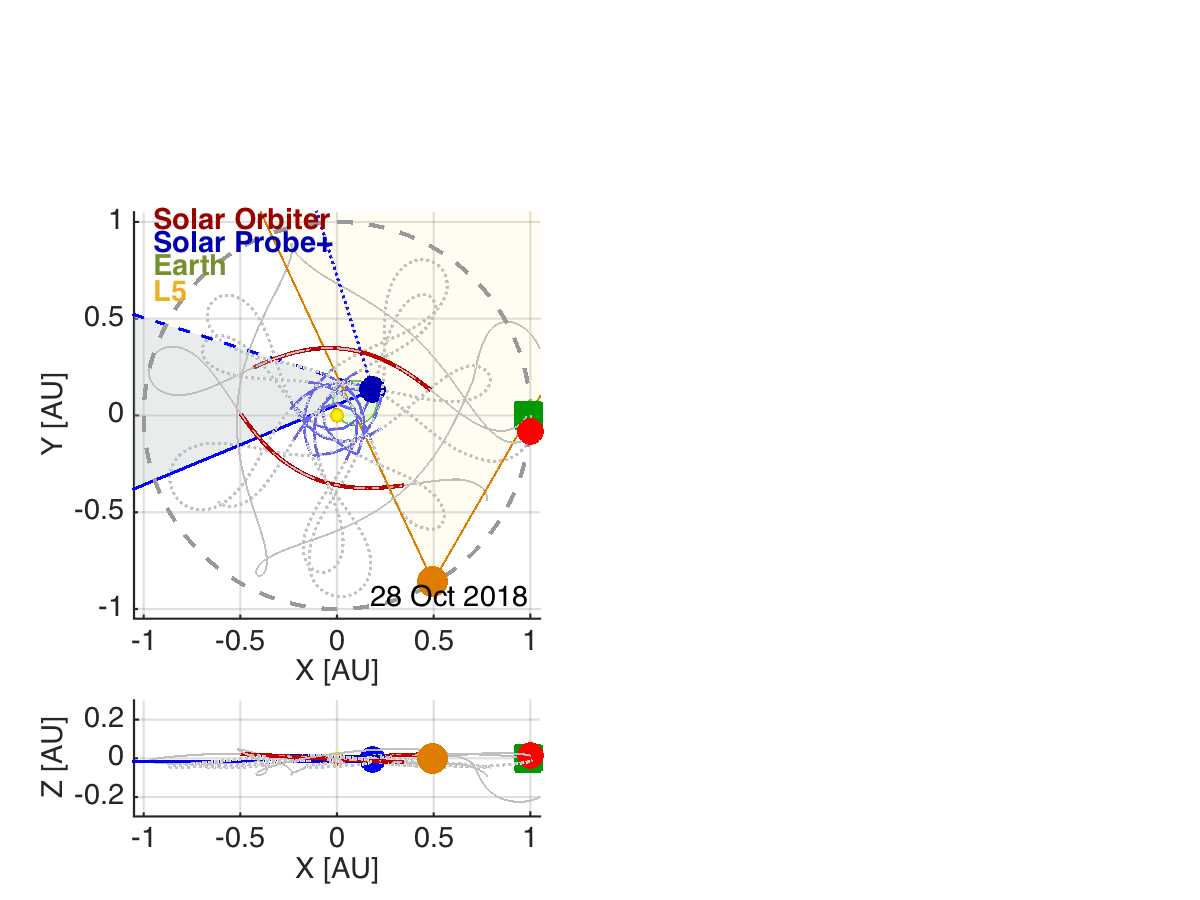 Solar Orbiter
Solar Probe+
Earth
L5
1
0.5
0
-0.5
-1
Y [AU]
28 Oct 2018
-1 -0.5 0 0.5 1
X [AU]
0.2
0
-0.2
Z [AU]
-1 -0.5 0 0.5 1
X [AU]